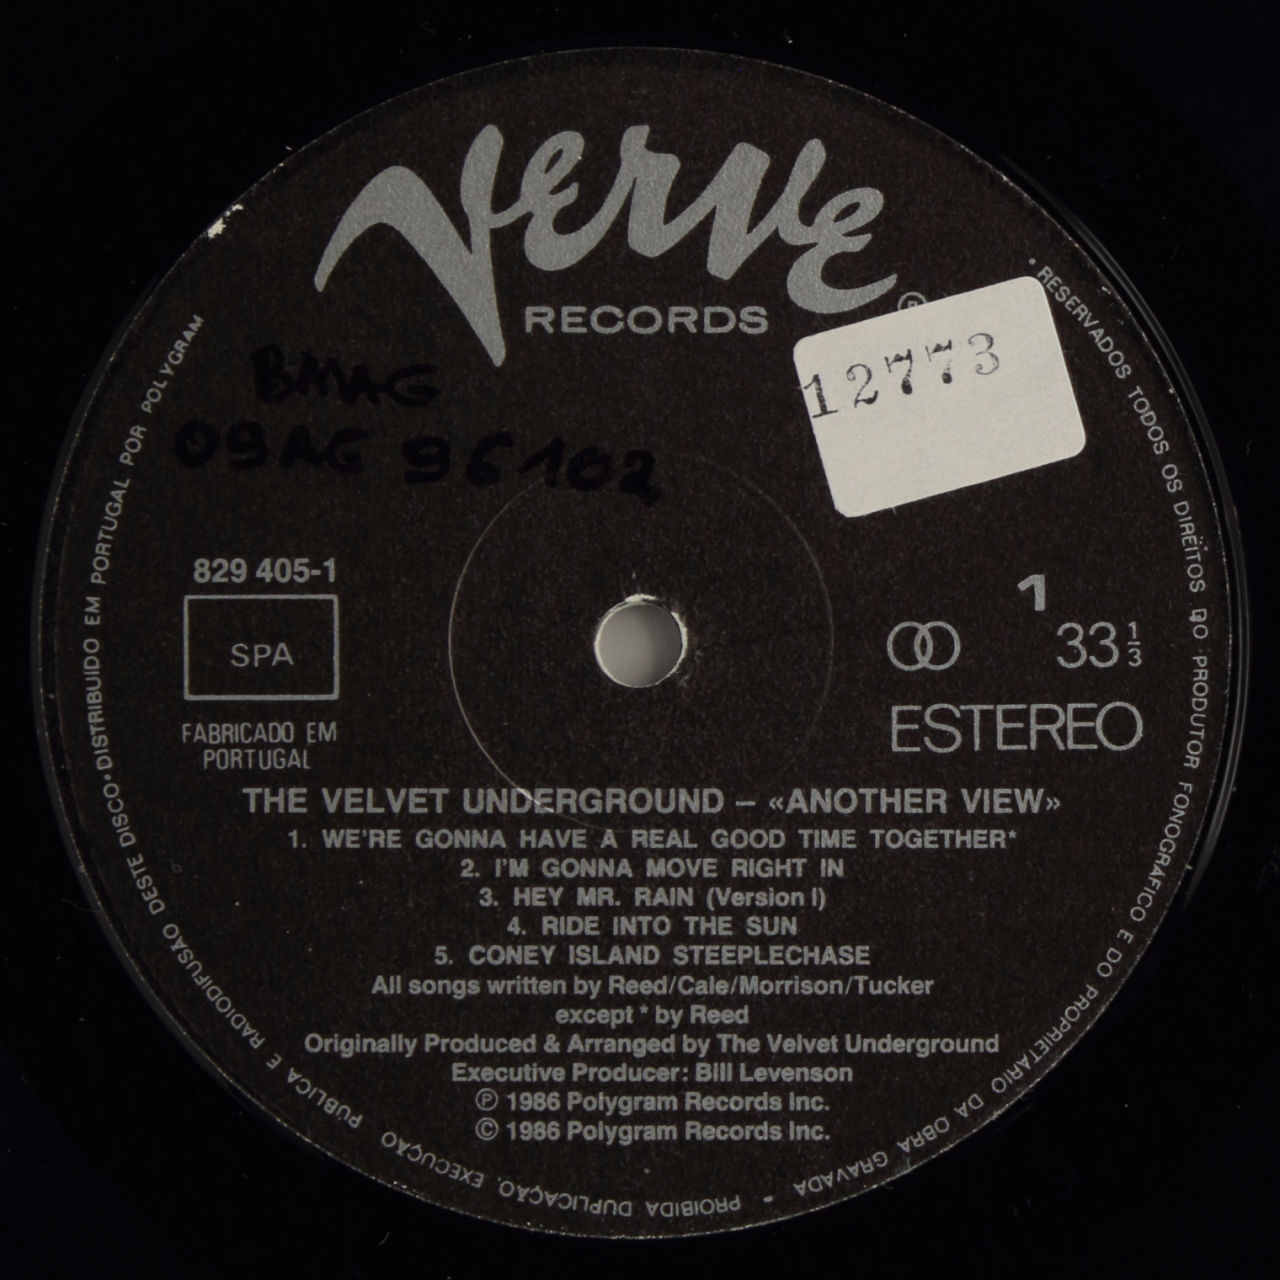 Verve
RECORDS
®
12773
BMAG
09AG 96102
829 405-1
SPA
FABRICADO EM
PORTUGAL
1
33 1/3
ESTEREO
THE VELVET UNDERGROUND – «ANOTHER VIEW»
1. WE'RE GONNA HAVE A REAL GOOD TIME TOGETHER*
2. I'M GONNA MOVE RIGHT IN
3. HEY MR. RAIN (Version I)
4. RIDE INTO THE SUN
5. CONEY ISLAND STEEPLECHASE
All songs written by Reed/Cale/Morrison/Tucker
except * by Reed
Originally Produced & Arranged by The Velvet Underground
Executive Producer: Bill Levenson
℗ 1986 Polygram Records Inc.
© 1986 Polygram Records Inc.
• RESERVADOS TODOS OS DIREITOS DO PRODUTOR FONOGRÁFICO E DO PROPRIETÁRIO DA OBRA GRAVADA • PROIBIDA DUPLICAÇÃO, EXECUÇÃO PÚBLICA E RADIODIFUSÃO DESTE DISCO • DISTRIBUIDO EM PORTUGAL POR POLYGRAM